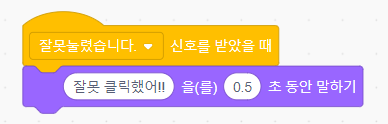 잘못눌렀습니다. 신호를 받았을 때
잘못 클릭했어!! 을(를) 0.5 초 동안 말하기